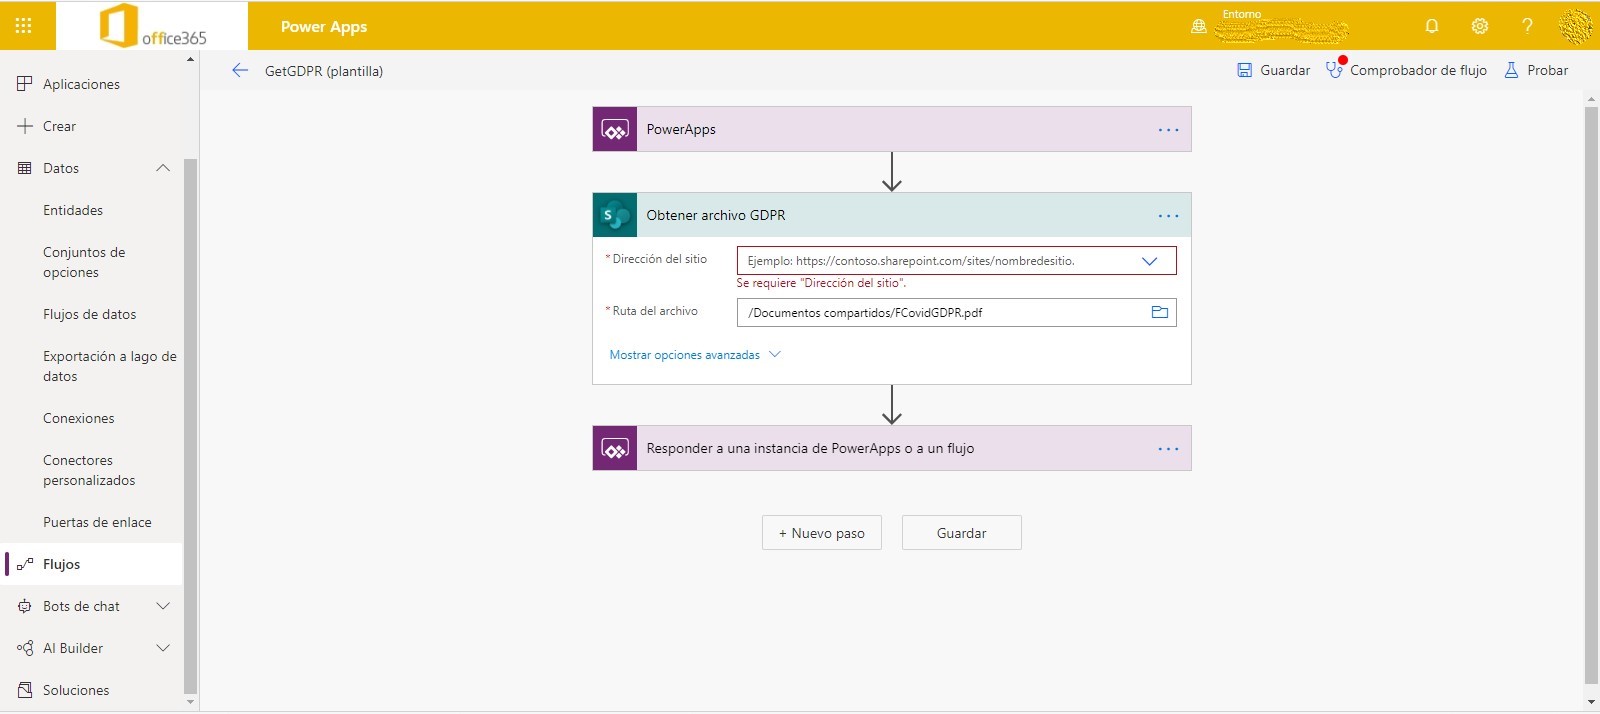 office365
Power Apps
Entorno
?
GetGDPR (plantilla)
Guardar
Comprobador de flujo
Probar
Aplicaciones
Crear
Datos
Entidades
Conjuntos de
opciones
Flujos de datos
Exportación a lago de
datos
Conexiones
Conectores
personalizados
Puertas de enlace
Flujos
Bots de chat
AI Builder
Soluciones
PowerApps
...
S
Obtener archivo GDPR
...
* Dirección del sitio
Ejemplo: https://contoso.sharepoint.com/sites/nombredesitio.
Se requiere "Dirección del sitio".
* Ruta del archivo
/Documentos compartidos/FCovidGDPR.pdf
Mostrar opciones avanzadas
Responder a una instancia de PowerApps o a un flujo
...
+ Nuevo paso
Guardar